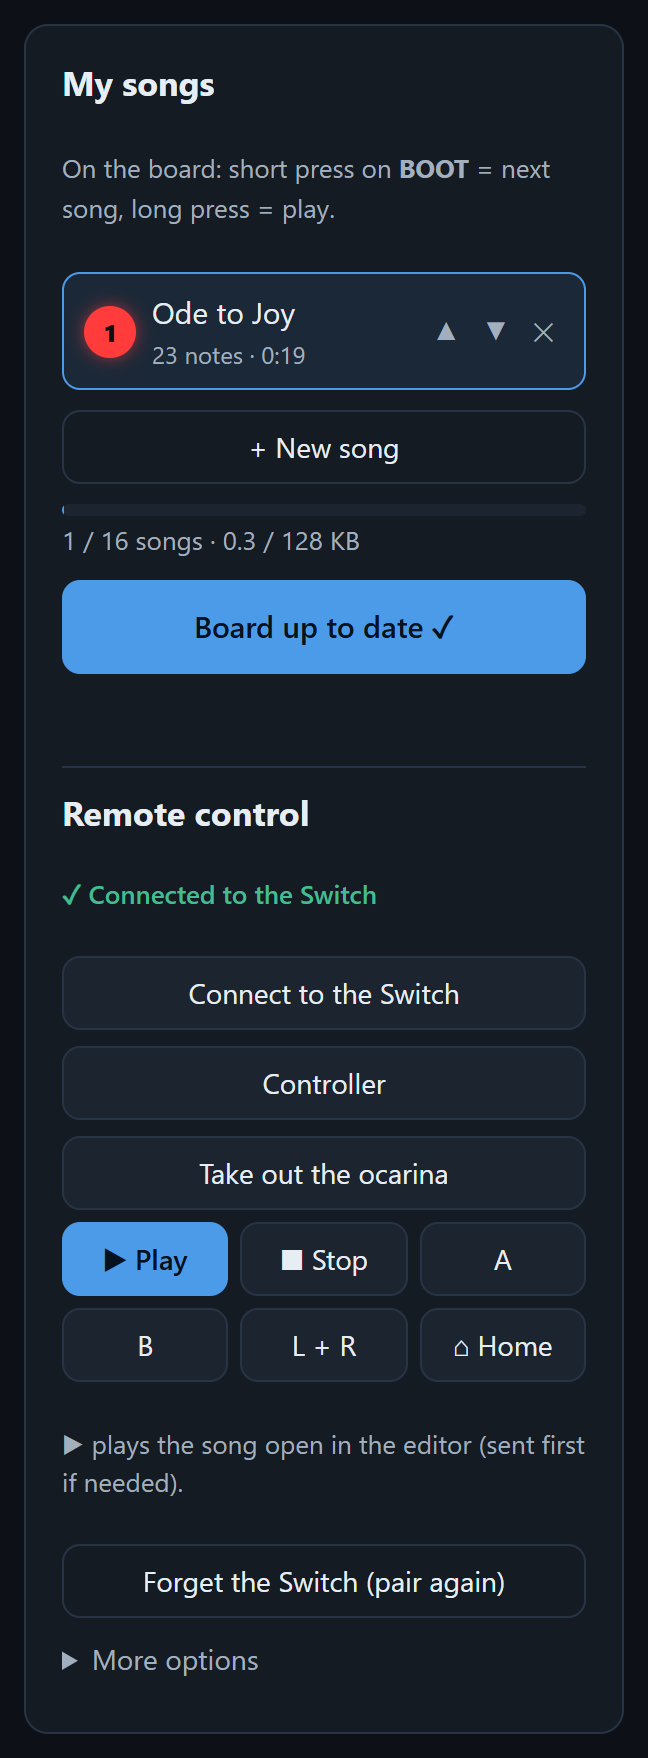 My songs
On the board: short press on BOOT = next
song, long press = play.
1
Ode to Joy
23 notes · 0:19
▲ ▼ ×
+ New song
1 / 16 songs · 0.3 / 128 KB
Board up to date ✓
Remote control
✓ Connected to the Switch
Connect to the Switch
Controller
Take out the ocarina
▶ Play
■ Stop
A
B
L + R
⌂ Home
▶ plays the song open in the editor (sent first
if needed).
Forget the Switch (pair again)
▶ More options